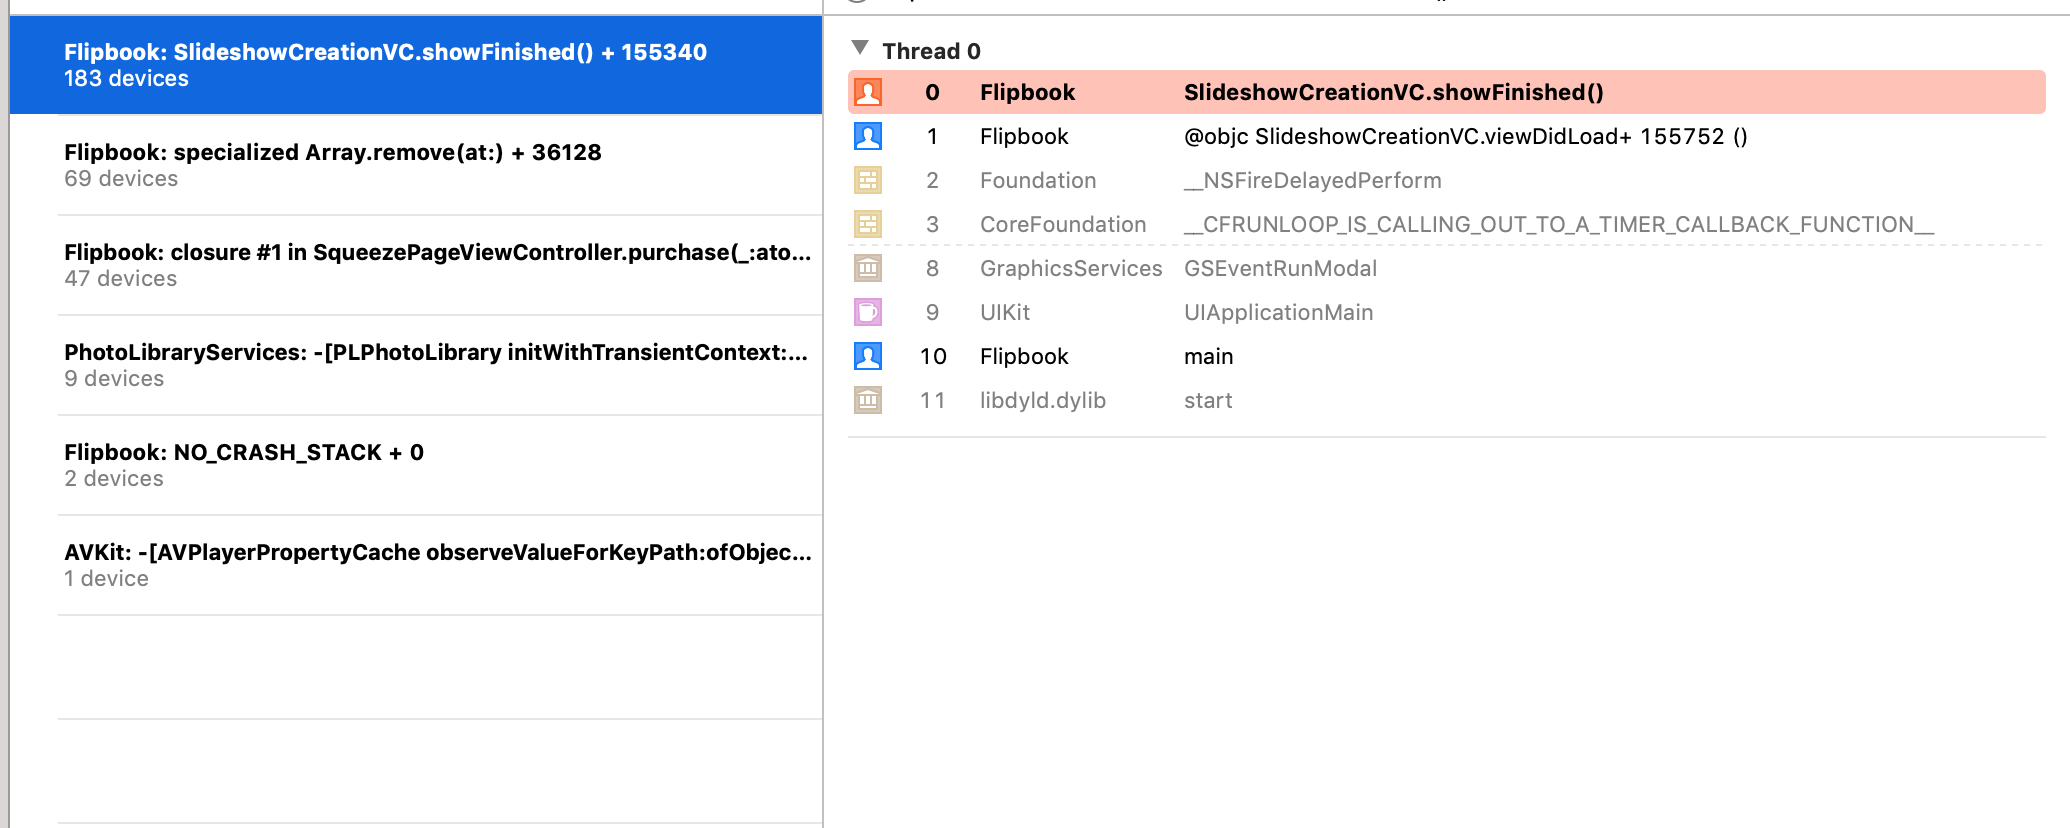 Flipbook: SlideshowCreationVC.showFinished() + 155340
183 devices
Flipbook: specialized Array.remove(at:) + 36128
69 devices
Flipbook: closure #1 in SqueezePageViewController.purchase(_:ato...
47 devices
PhotoLibraryServices: -[PLPhotoLibrary initWithTransientContext:...
9 devices
Flipbook: NO_CRASH_STACK + 0
2 devices
AVKit: -[AVPlayerPropertyCache observeValueForKeyPath:ofObjec...
1 device
Thread 0
0 Flipbook SlideshowCreationVC.showFinished()
1 Flipbook @objc SlideshowCreationVC.viewDidLoad+ 155752 ()
2 Foundation __NSFireDelayedPerform
3 CoreFoundation __CFRUNLOOP_IS_CALLING_OUT_TO_A_TIMER_CALLBACK_FUNCTION__
8 GraphicsServices GSEventRunModal
9 UIKit UIApplicationMain
10 Flipbook main
11 libdyld.dylib start